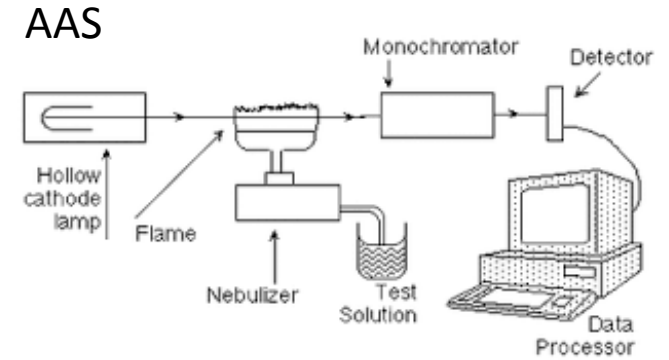 AAS
Monochromator
Detector
Hollow
cathode
lamp
Flame
Nebulizer
Test
Solution
Data
Processor